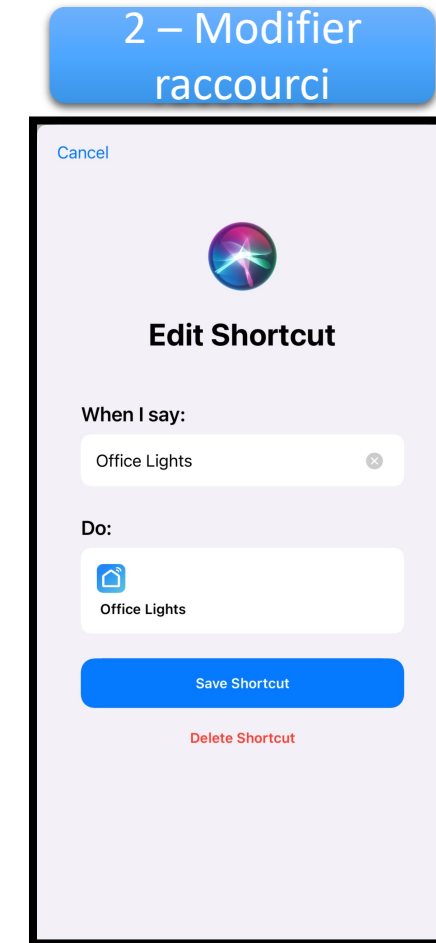 2 – Modifier
raccourci
Cancel
Edit Shortcut
When I say:
Office Lights
Do:
Office Lights
Save Shortcut
Delete Shortcut